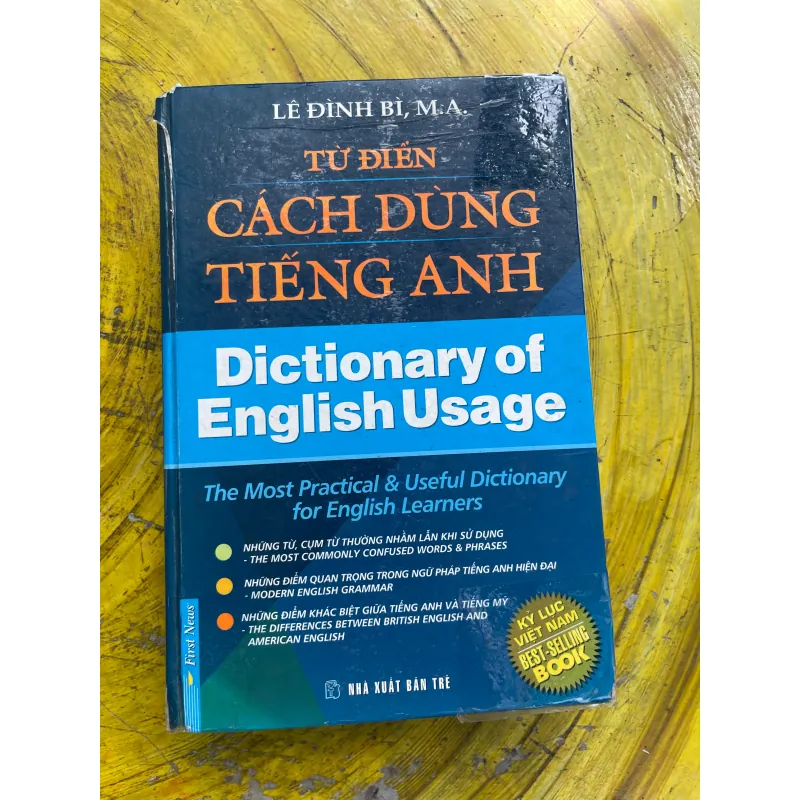 LÊ ĐÌNH BÌ, M.A.
TỪ ĐIỂN
CÁCH DÙNG
TIẾNG ANH
Dictionary of
English Usage
The Most Practical & Useful Dictionary
for English Learners
NHỮNG TỪ, CỤM TỪ THƯỜNG NHẦM LẪN KHI SỬ DỤNG
- THE MOST COMMONLY CONFUSED WORDS & PHRASES
NHỮNG ĐIỂM QUAN TRỌNG TRONG NGỮ PHÁP TIẾNG ANH HIỆN ĐẠI
- MODERN ENGLISH GRAMMAR
NHỮNG ĐIỂM KHÁC BIỆT GIỮA TIẾNG ANH VÀ TIẾNG MỸ
- THE DIFFERENCES BETWEEN BRITISH ENGLISH AND
AMERICAN ENGLISH
First News
KỶ LỤC
VIỆT NAM
BEST-SELLING
BOOK
NHÀ XUẤT BẢN TRẺ